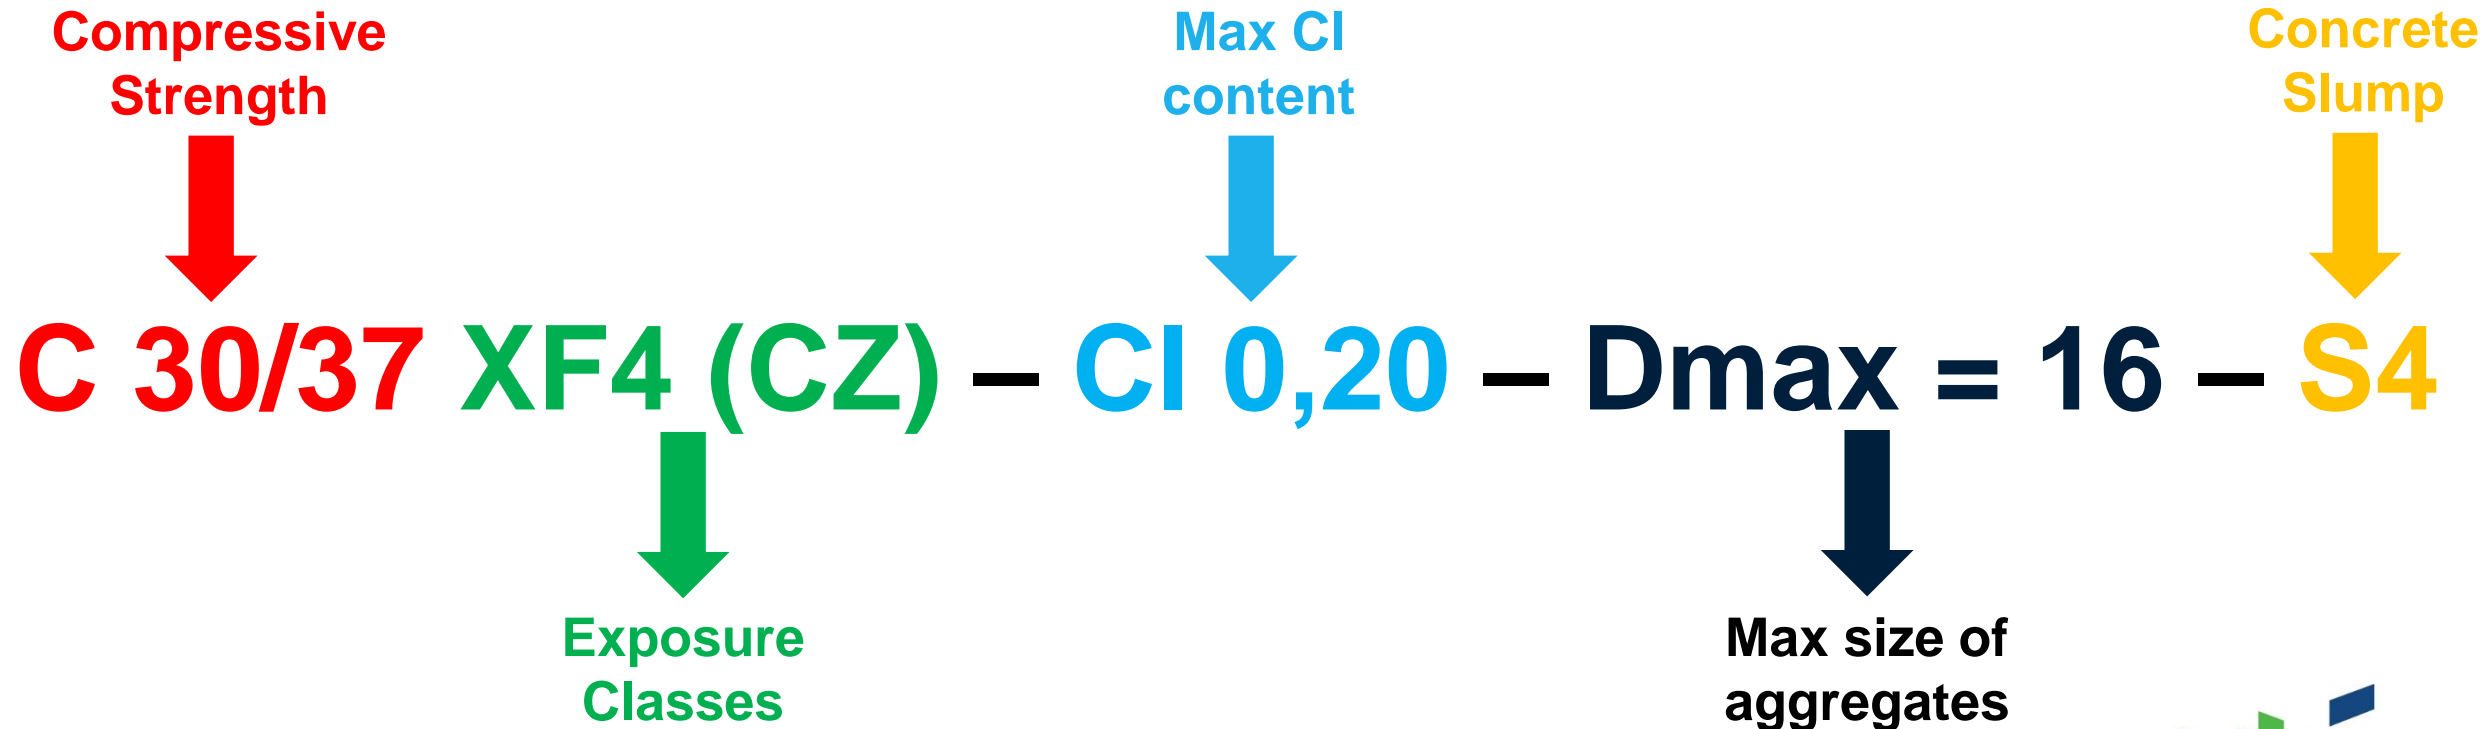 Compressive
Strength
Max Cl
content
Concrete
Slump
C 30/37 XF4 (CZ) – Cl 0,20 – Dmax = 16 – S4
Exposure
Classes
Max size of
aggregates